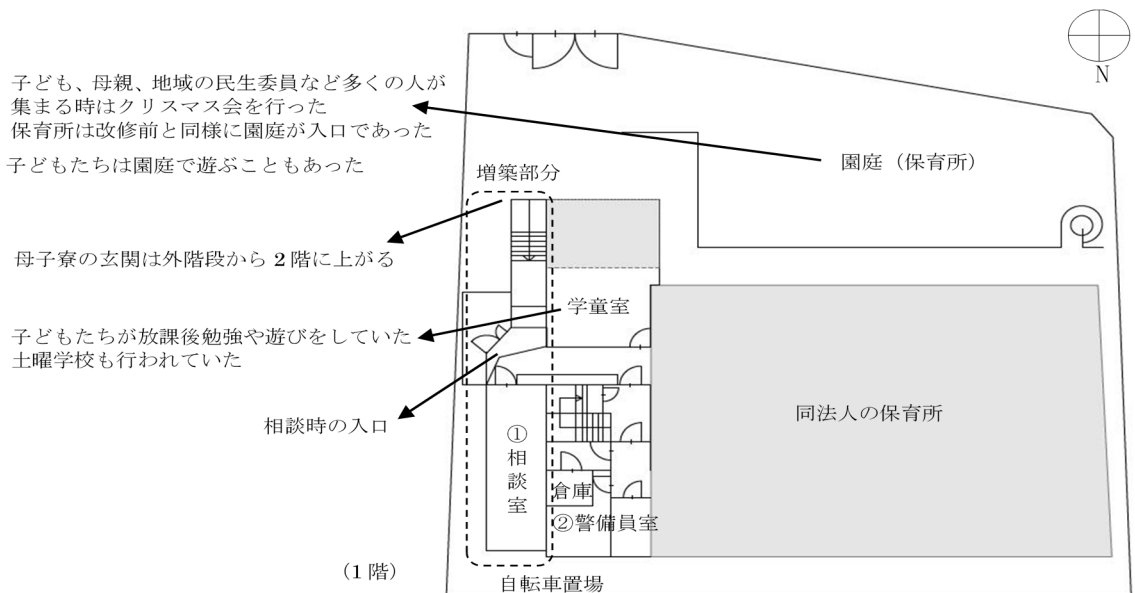 N
子ども、母親、地域の民生委員など多くの人が
集まる時はクリスマス会を行った
保育所は改修前と同様に園庭が入口であった
子どもたちは園庭で遊ぶこともあった
園庭（保育所）
増築部分
母子寮の玄関は外階段から 2 階に上がる
学童室
子どもたちが放課後勉強や遊びをしていた
土曜学校も行われていた
相談時の入口
同法人の保育所
①相談室
倉庫
②警備員室
（1 階）
自転車置場